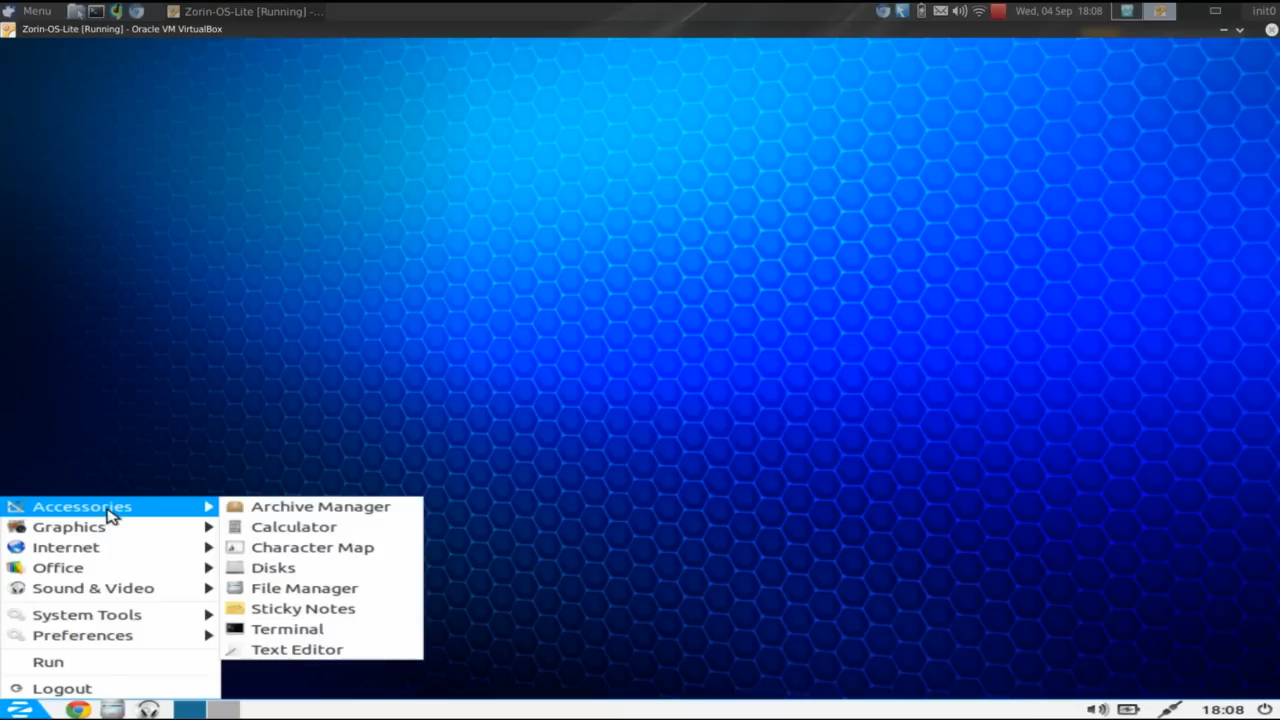 Menu
Zorin-OS-Lite [Running] - ...
Wed, 04 Sep 18:08
init0
Zorin-OS-Lite [Running] - Oracle VM VirtualBox
Accessories
Graphics
Internet
Office
Sound & Video
System Tools
Preferences
Run
Logout
Archive Manager
Calculator
Character Map
Disks
File Manager
Sticky Notes
Terminal
Text Editor
18:08